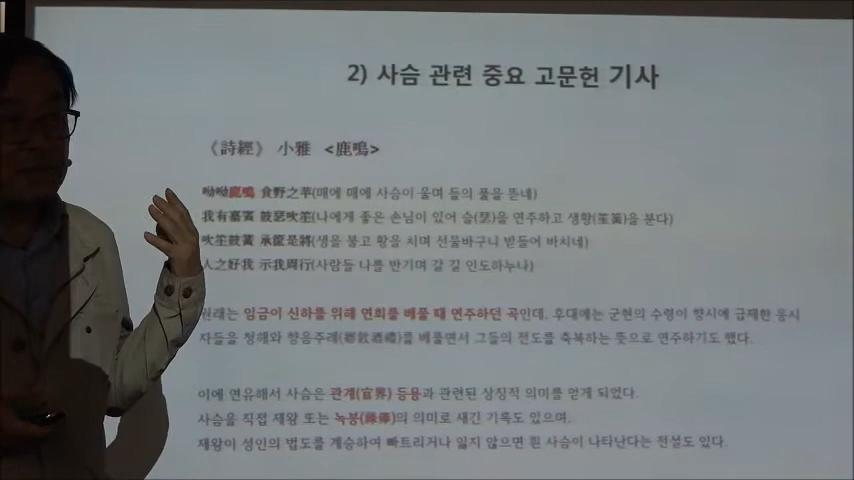 2) 사슴 관련 중요 고문헌 기사
《詩經》 小雅 <鹿鳴>
呦呦鹿鳴 食野之苹(매에 매에 사슴이 울며 들의 풀을 뜯네)
我有嘉賓 鼓瑟吹笙(나에게 좋은 손님이 있어 슬(瑟)을 연주하고 생황(笙簧)을 분다)
吹笙鼓簧 承筐是將(생을 불고 황을 치며 선물바구니 받들어 바치네)
人之好我 示我周行(사람들 나를 반기며 갈 길 인도하누나)
원래는 임금이 신하를 위해 연희를 베풀 때 연주하던 곡인데, 후대에는 군현의 수령이 향시에 급제한 응시
자들을 청해와 향음주례(鄕飮酒禮)를 베풀면서 그들의 전도를 축복하는 뜻으로 연주하기도 했다.
이에 연유해서 사슴은 관계(官界) 등용과 관련된 상징적 의미를 얻게 되었다.
사슴을 직접 제왕 또는 녹봉(祿俸)의 의미로 새긴 기록도 있으며,
제왕이 성인의 법도를 계승하여 빠트리거나 잃지 않으면 흰 사슴이 나타난다는 전설도 있다.